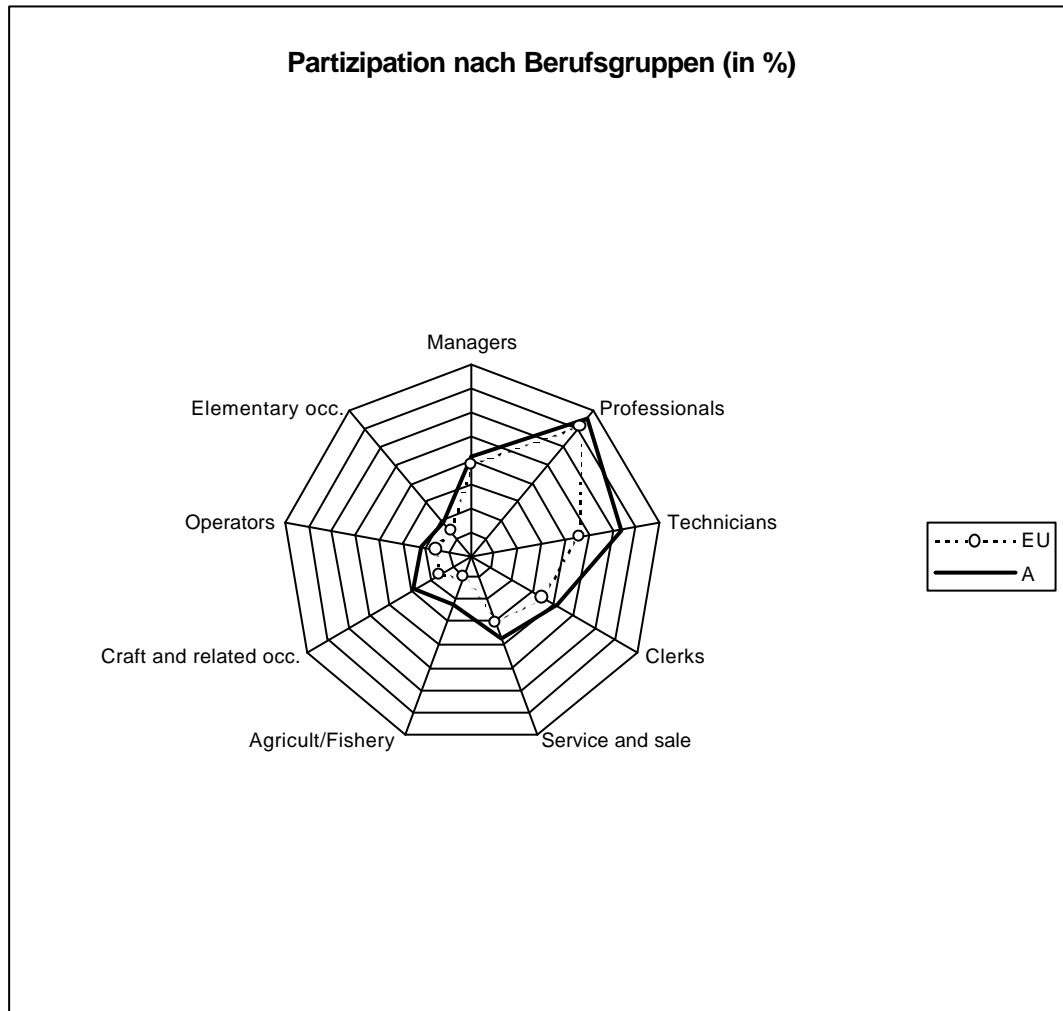 Partizipation nach Berufsgruppen (in %)
Managers
Elementary occ.
Professionals
Operators
Technicians
EU
A
Craft and related occ.
Clerks
Agricult/Fishery
Service and sale